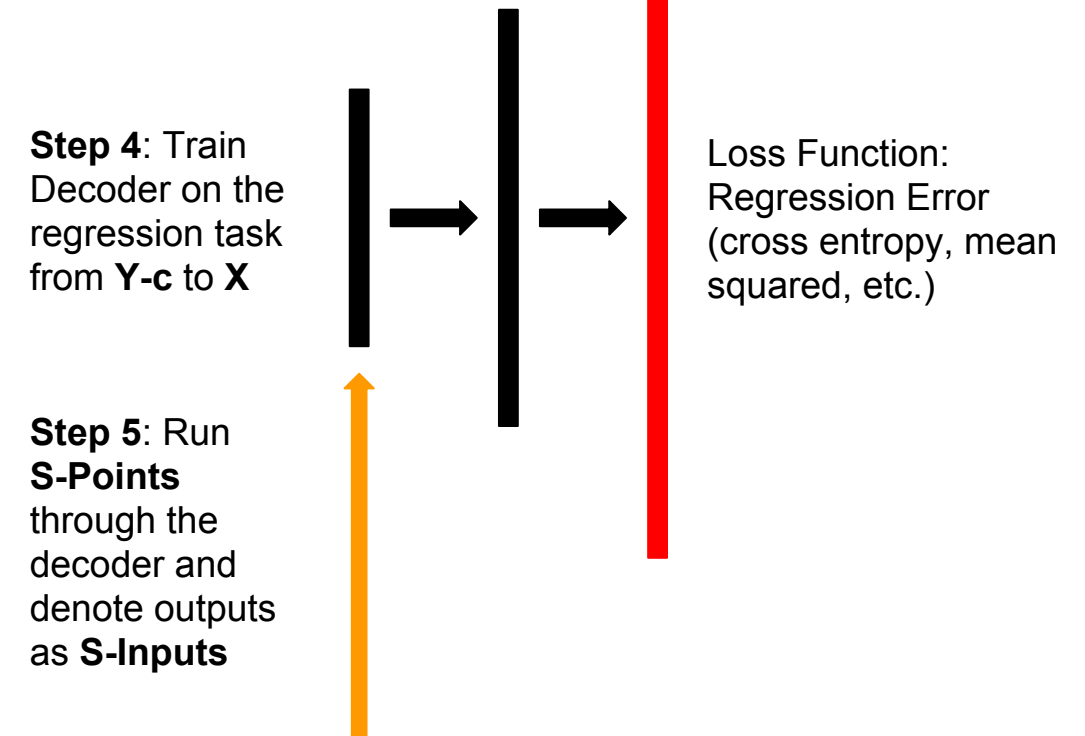 Step 4: Train
Decoder on the
regression task
from Y-c to X
Loss Function:
Regression Error
(cross entropy, mean
squared, etc.)
Step 5: Run
S-Points
through the
decoder and
denote outputs
as S-Inputs